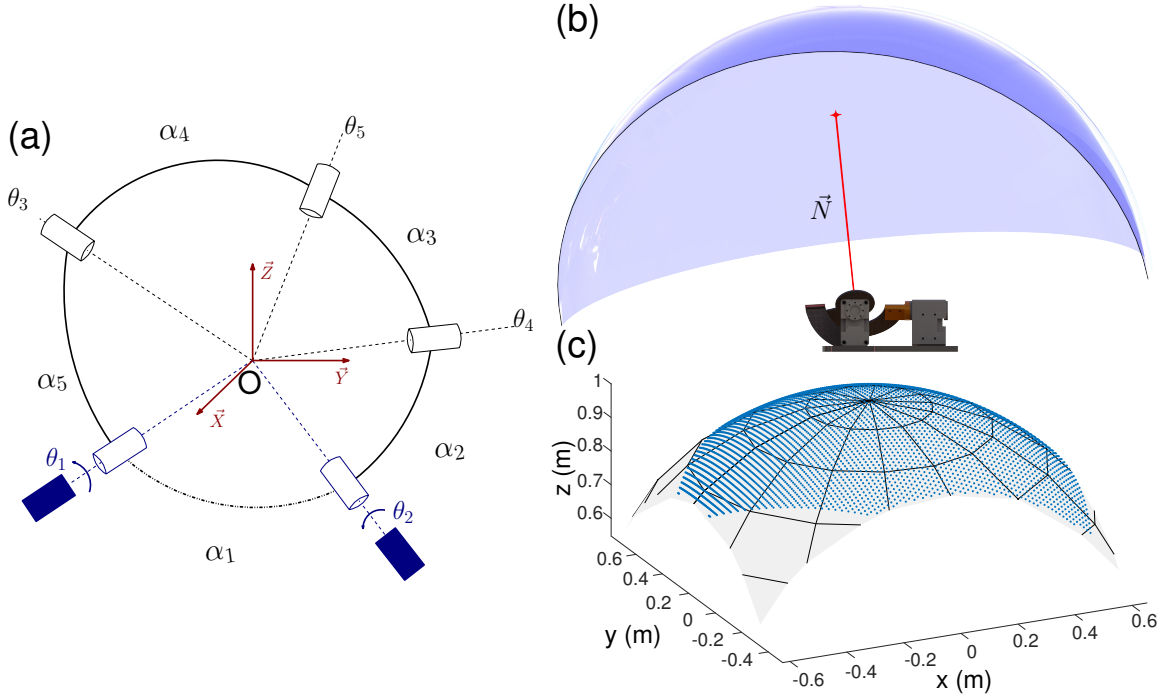 (a)
α₄
θ₅
θ₃
α₃
Z⃗
θ₄
O
Y⃗
α₅
X⃗
θ₁
α₂
θ₂
α₁
(b)
N⃗
(c)
1
0.9
0.8
0.7
0.6
z (m)
0.6
0.4
0.2
0
-0.2
-0.4
y (m)
-0.6
-0.4
-0.2
0
0.2
0.4
0.6
x (m)